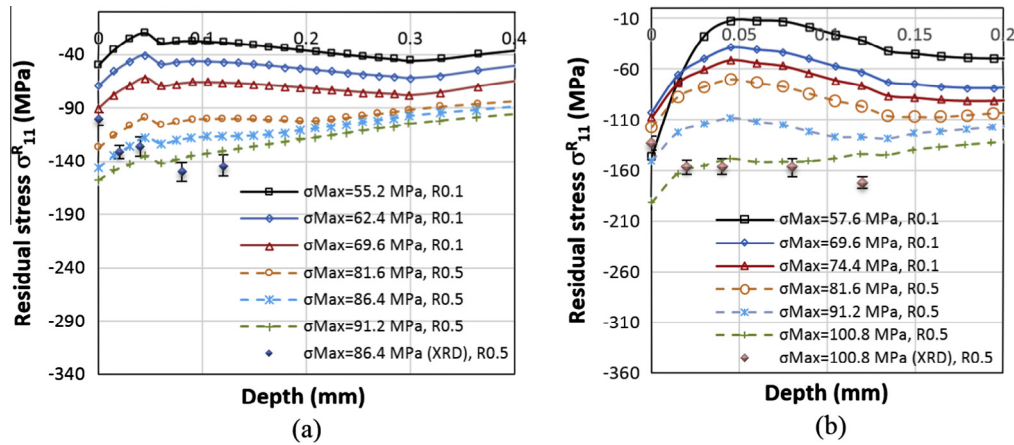 0 0.1 0.2 0.3 0.4
-40
-90
-140
-190
-240
-290
-340
Residual stress σᴿ₁₁ (MPa)
σMax=55.2 MPa, R0.1
σMax=62.4 MPa, R0.1
σMax=69.6 MPa, R0.1
σMax=81.6 MPa, R0.5
σMax=86.4 MPa, R0.5
σMax=91.2 MPa, R0.5
σMax=86.4 MPa (XRD), R0.5
Depth (mm)
(a)
-10
0 0.05 0.1 0.15 0.2
-60
-110
-160
-210
-260
-310
-360
Residual stress σᴿ₁₁ (MPa)
σMax=57.6 MPa, R0.1
σMax=69.6 MPa, R0.1
σMax=74.4 MPa, R0.1
σMax=81.6 MPa, R0.5
σMax=91.2 MPa, R0.5
σMax=100.8 MPa, R0.5
σMax=100.8 MPa (XRD), R0.5
Depth (mm)
(b)